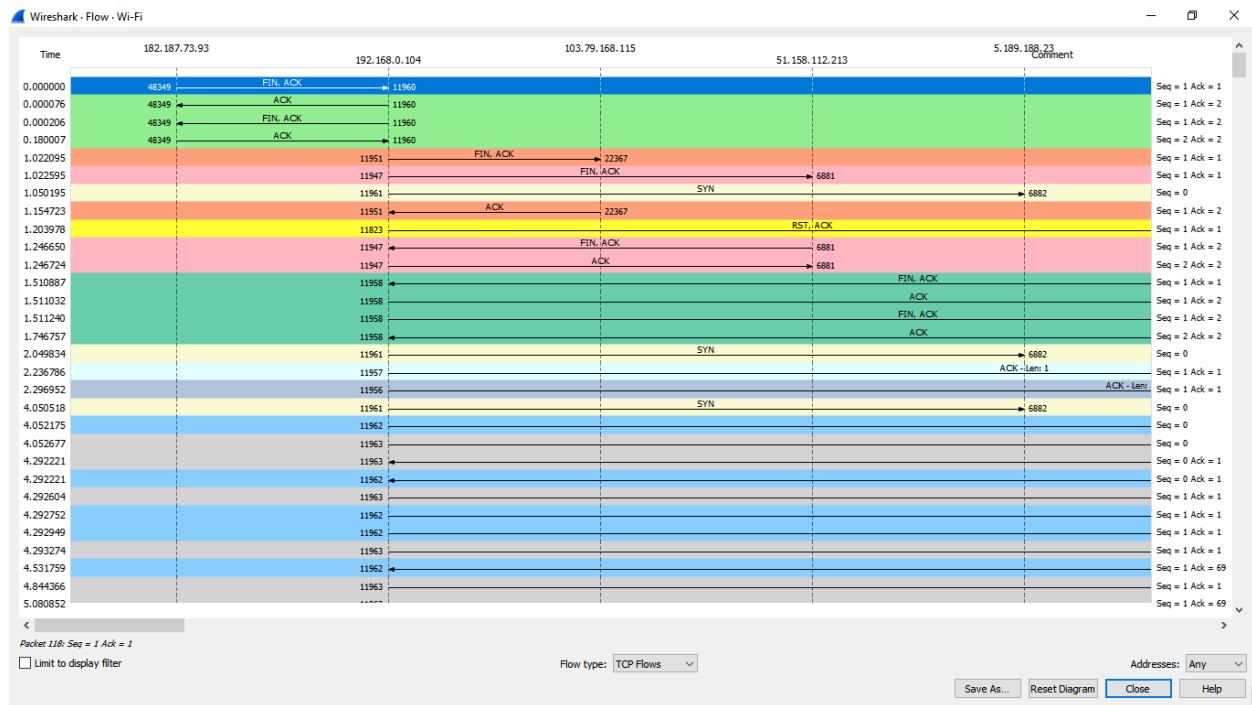 Wireshark · Flow · Wi-Fi
Time 182.187.73.93 192.168.0.104 103.79.168.115 51.158.112.213 5.189.188.23 Comment
0.000000 48349 FIN, ACK 11960 Seq = 1 Ack = 1
0.000076 48349 ACK 11960 Seq = 1 Ack = 2
0.000206 48349 FIN, ACK 11960 Seq = 1 Ack = 2
0.180007 48349 ACK 11960 Seq = 2 Ack = 2
1.022095 11951 FIN, ACK 22367 Seq = 1 Ack = 1
1.022595 11947 FIN, ACK 6881 Seq = 1 Ack = 1
1.050195 11961 SYN 6882 Seq = 0
1.154723 11951 ACK 22367 Seq = 1 Ack = 2
1.203978 11823 RST, ACK Seq = 1 Ack = 1
1.246650 11947 FIN, ACK 6881 Seq = 1 Ack = 2
1.246724 11947 ACK 6881 Seq = 2 Ack = 2
1.510887 11958 FIN, ACK Seq = 1 Ack = 1
1.511032 11958 ACK Seq = 1 Ack = 2
1.511240 11958 FIN, ACK Seq = 1 Ack = 2
1.746757 11958 ACK Seq = 2 Ack = 2
2.049834 11961 SYN 6882 Seq = 0
2.236786 11957 ACK - Len: 1 Seq = 1 Ack = 1
2.296952 11956 ACK - Len: Seq = 1 Ack = 1
4.050518 11961 SYN 6882 Seq = 0
4.052175 11962 Seq = 0
4.052677 11963 Seq = 0
4.292221 11963 Seq = 0 Ack = 1
4.292221 11962 Seq = 0 Ack = 1
4.292604 11963 Seq = 1 Ack = 1
4.292752 11962 Seq = 1 Ack = 1
4.292949 11962 Seq = 1 Ack = 1
4.293274 11963 Seq = 1 Ack = 1
4.531759 11962 Seq = 1 Ack = 69
4.844366 11963 Seq = 1 Ack = 1
5.080852 Seq = 1 Ack = 69
Packet 118: Seq = 1 Ack = 1
Limit to display filter Flow type: TCP Flows Addresses: Any
Save As... Reset Diagram Close Help